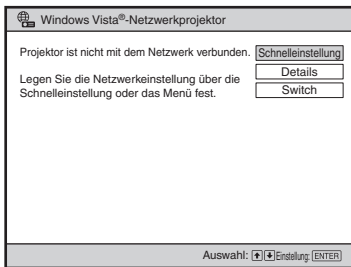 Windows Vista®-Netzwerkprojektor
Projektor ist nicht mit dem Netzwerk verbunden.
Schnelleinstellung
Legen Sie die Netzwerkeinstellung über die
Schnelleinstellung oder das Menü fest.
Details
Switch
Auswahl: Einstellung: ENTER